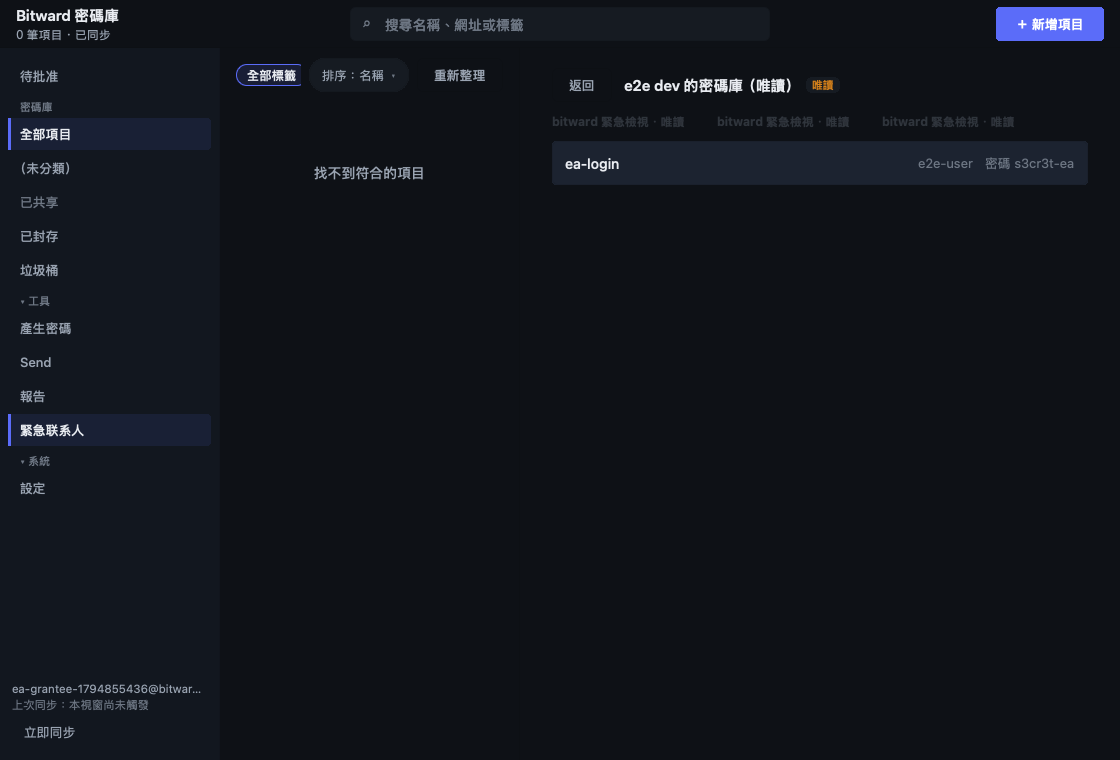 Bitward 密碼庫
0 筆項目 · 已同步
搜尋名稱、網址或標籤
+ 新增項目
待批准
密碼庫
全部項目
(未分類)
已共享
已封存
垃圾桶
工具
產生密碼
Send
報告
緊急联系人
系統
設定
ea-grantee-1794855436@bitwar...
上次同步：本視窗尚未觸發
立即同步
全部標籤
排序：名稱
重新整理
找不到符合的項目
返回
e2e dev 的密碼庫（唯讀）
唯讀
bitward 緊急檢視 · 唯讀 bitward 緊急檢視 · 唯讀 bitward 緊急檢視 · 唯讀
ea-login e2e-user 密碼 s3cr3t-ea